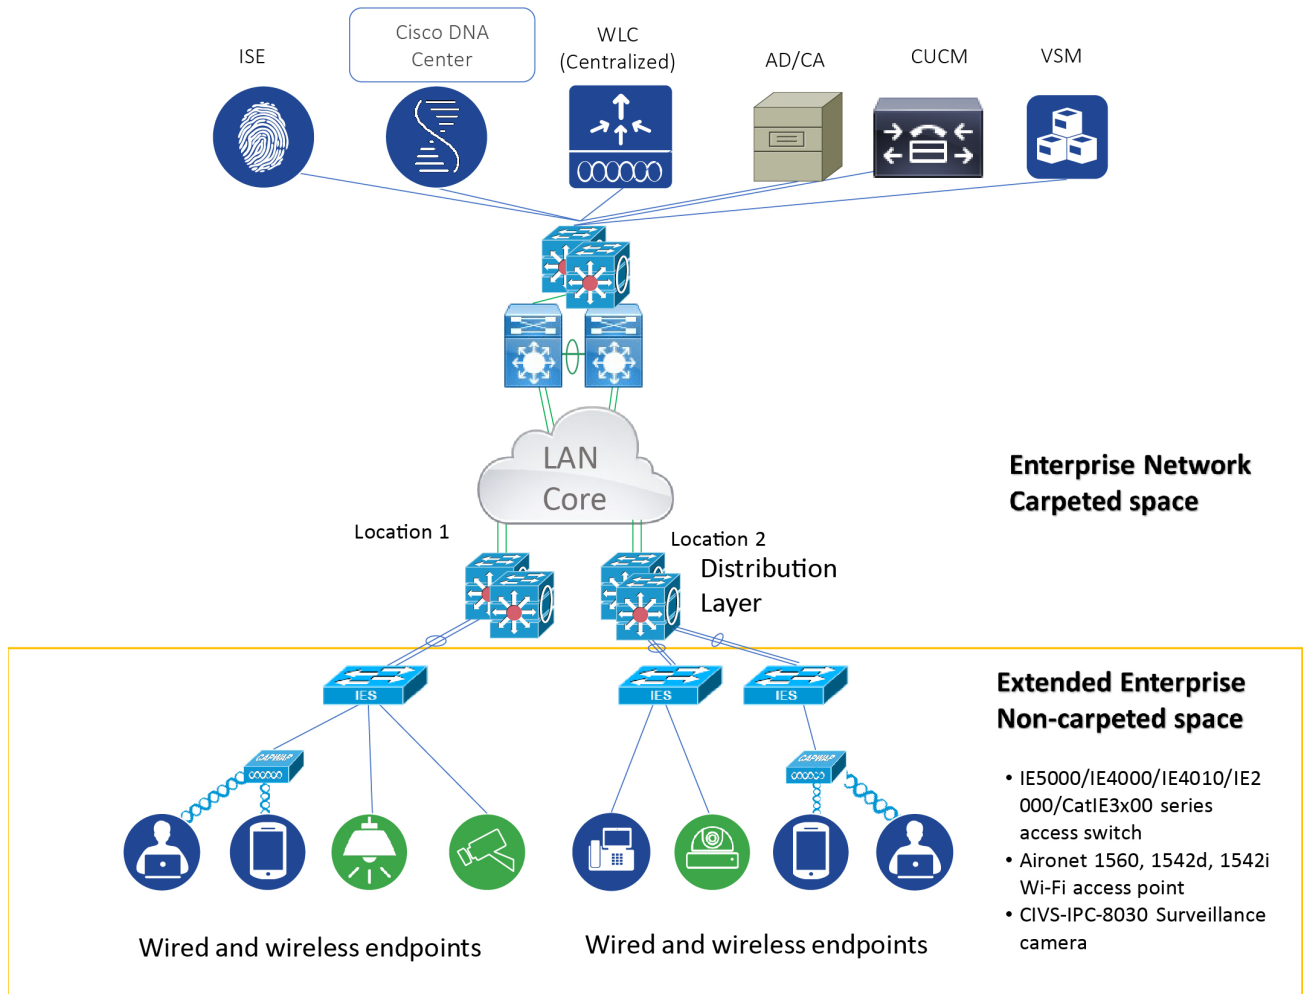 ISE
Cisco DNA
Center
WLC
(Centralized)
AD/CA
CUCM
VSM
LAN
Core
Enterprise Network
Carpeted space
Location 1
Location 2
Distribution
Layer
IES
IES
IES
Extended Enterprise
Non-carpeted space
CAPWAP
CAPWAP
• IE5000/IE4000/IE4010/IE2
000/CatIE3x00 series
access switch
• Aironet 1560, 1542d, 1542i
Wi-Fi access point
• CIVS-IPC-8030 Surveillance
camera
Wired and wireless endpoints
Wired and wireless endpoints